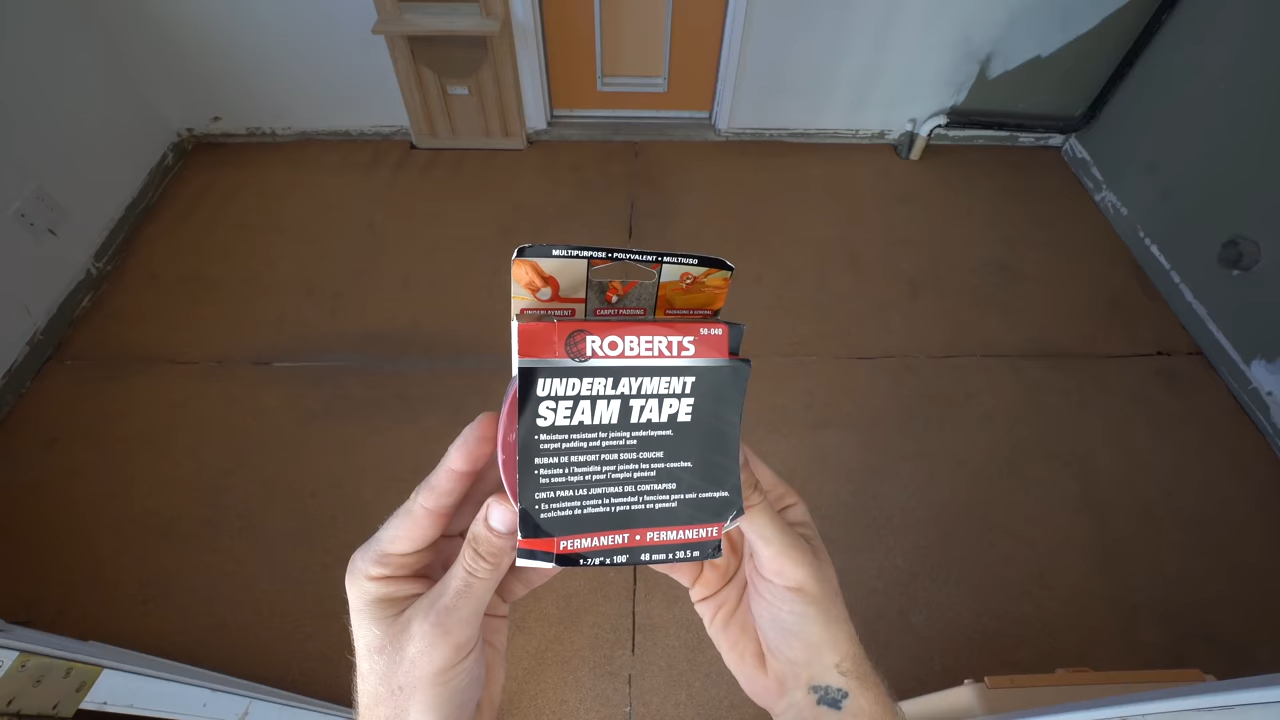 MULTIPURPOSE • POLYVALENT • MULTIUSO
UNDERLAYMENT
CARPET PADDING
PACKAGING & GENERAL
50-040
ROBERTS
UNDERLAYMENT
SEAM TAPE
• Moisture resistant for joining underlayment,
carpet padding and general use
RUBAN DE RENFORT POUR SOUS-COUCHE
• Résiste à l'humidité pour joindre les sous-couches,
les sous-tapis et pour l'emploi général
CINTA PARA LAS JUNTURAS DEL CONTRAPISO
• Es resistente contra la humedad y funciona para unir contrapiso,
acolchado de alfombra y para usos en general
PERMANENT • PERMANENTE
1-7/8" x 100' 48 mm x 30.5 m